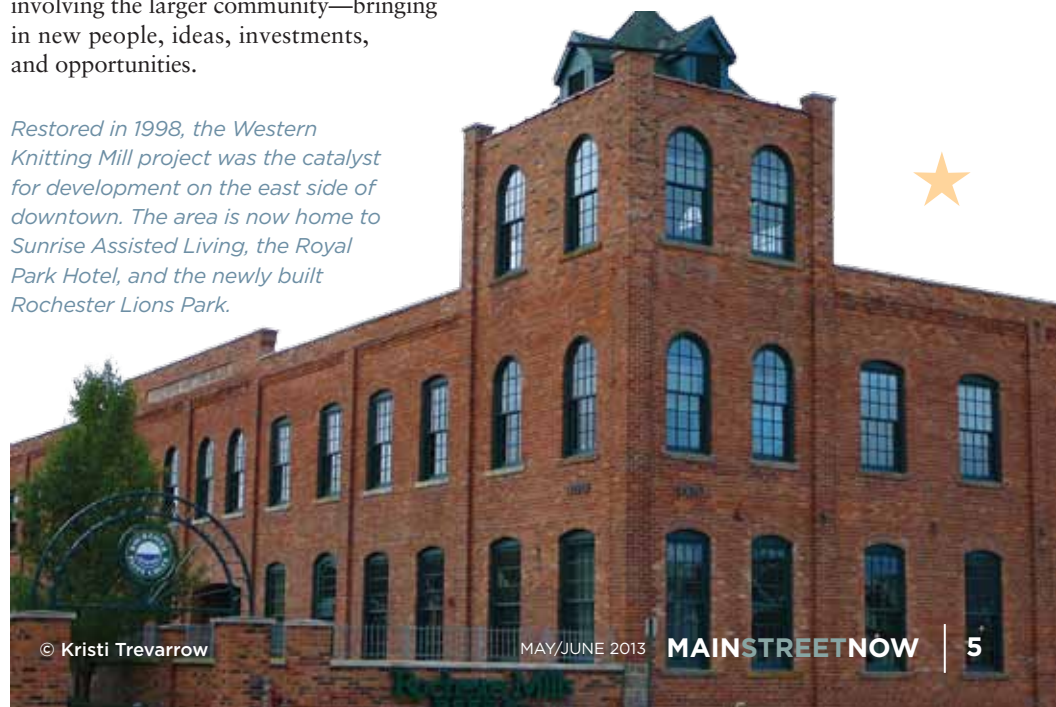 involving the larger community—bringing
in new people, ideas, investments,
and opportunities.
Restored in 1998, the Western
Knitting Mill project was the catalyst
for development on the east side of
downtown. The area is now home to
Sunrise Assisted Living, the Royal
Park Hotel, and the newly built
Rochester Lions Park.
Rochester Mills
© Kristi Trevarrow
MAY/JUNE 2013 MAINSTREETNOW 5